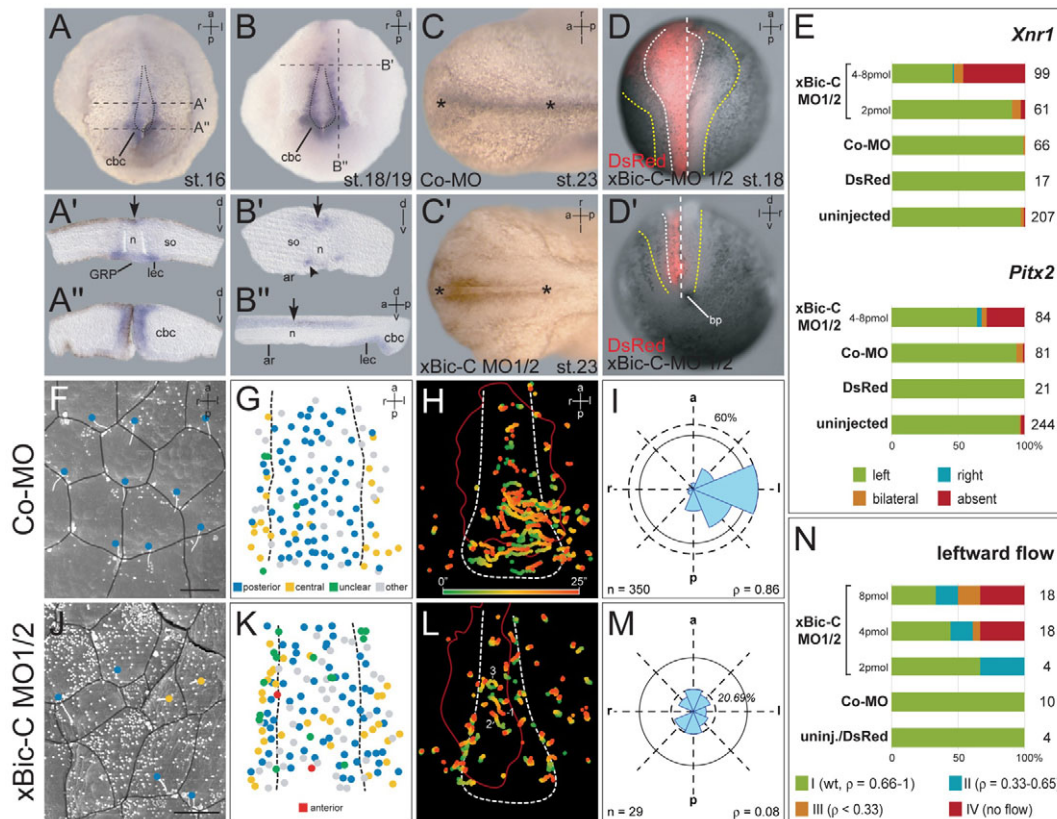 A
a
r
l
p
A'
A"
cbc
st.16
B
a
r
l
p
B'
B"
cbc
st.18/19
C
a
r
l
p
*
*
Co-MO
st.23
D
a
r
l
p
DsRed
xBic-C-MO 1/2
st.18
A'
d
v
n
so
GRP
lec
A"
d
v
cbc
B'
d
v
so
n
ar
B"
d
a
p
v
n
ar
lec
cbc
C'
r
a
p
l
*
*
xBic-C MO1/2
st.23
D'
d
l
r
v
bp
DsRed
xBic-C-MO 1/2
E
Xnr1
xBic-C
MO1/2
4-8pmol
99
2pmol
61
Co-MO
66
DsRed
17
uninjected
207
Pitx2
xBic-C
MO1/2
4-8pmol
84
Co-MO
81
DsRed
21
uninjected
244
0
50
100%
left
right
bilateral
absent
Co-MO
F
a
r
l
p
G
posterior
central
unclear
other
H
a
r
l
p
0"
25"
I
a
60%
r
l
p
n = 350
ρ = 0.86
xBic-C MO1/2
J
K
anterior
L
3
1
2
M
a
20.69%
r
l
p
n = 29
ρ = 0.08
N
leftward flow
xBic-C
MO1/2
8pmol
18
4pmol
18
2pmol
4
Co-MO
10
uninj./DsRed
4
0
50
100%
I (wt, ρ = 0.66-1)
II (ρ = 0.33-0.65
III (ρ < 0.33)
IV (no flow)